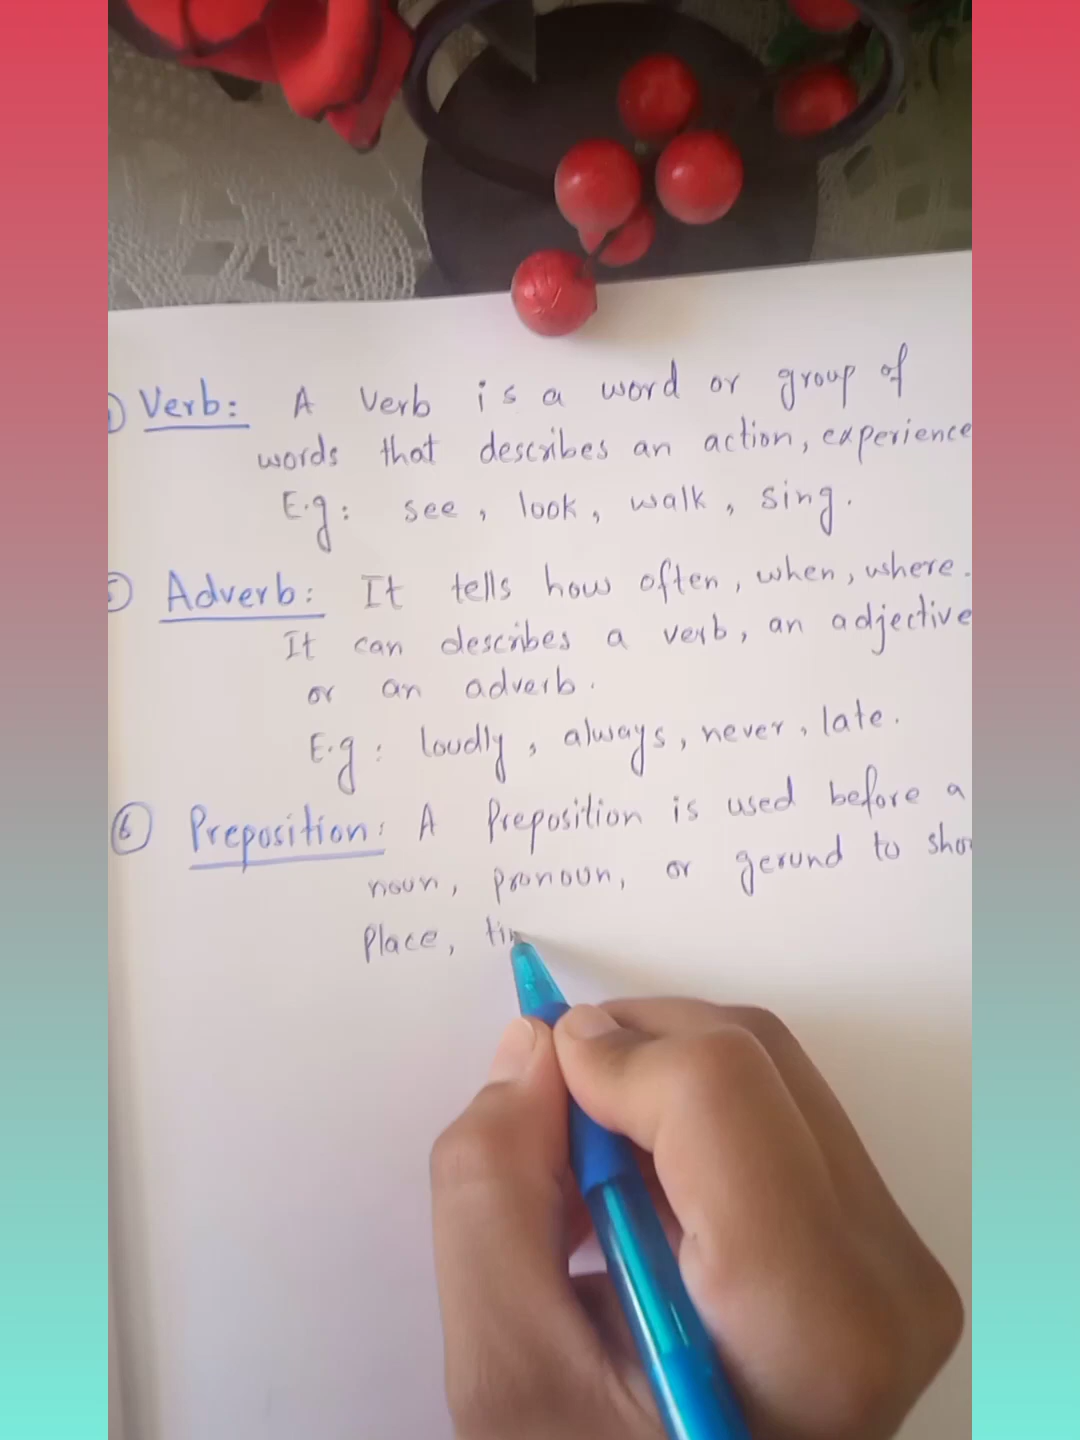 Verb: A Verb is a word or group of
words that describes an action, experience
E.g: see, look, walk, sing.
Adverb: It tells how often, when, where.
It can describes a verb, an adjective
or an adverb.
E.g: loudly, always, never, late.
6 Preposition: A Preposition is used before a
noun, pronoun, or gerund to sho
Place, ti